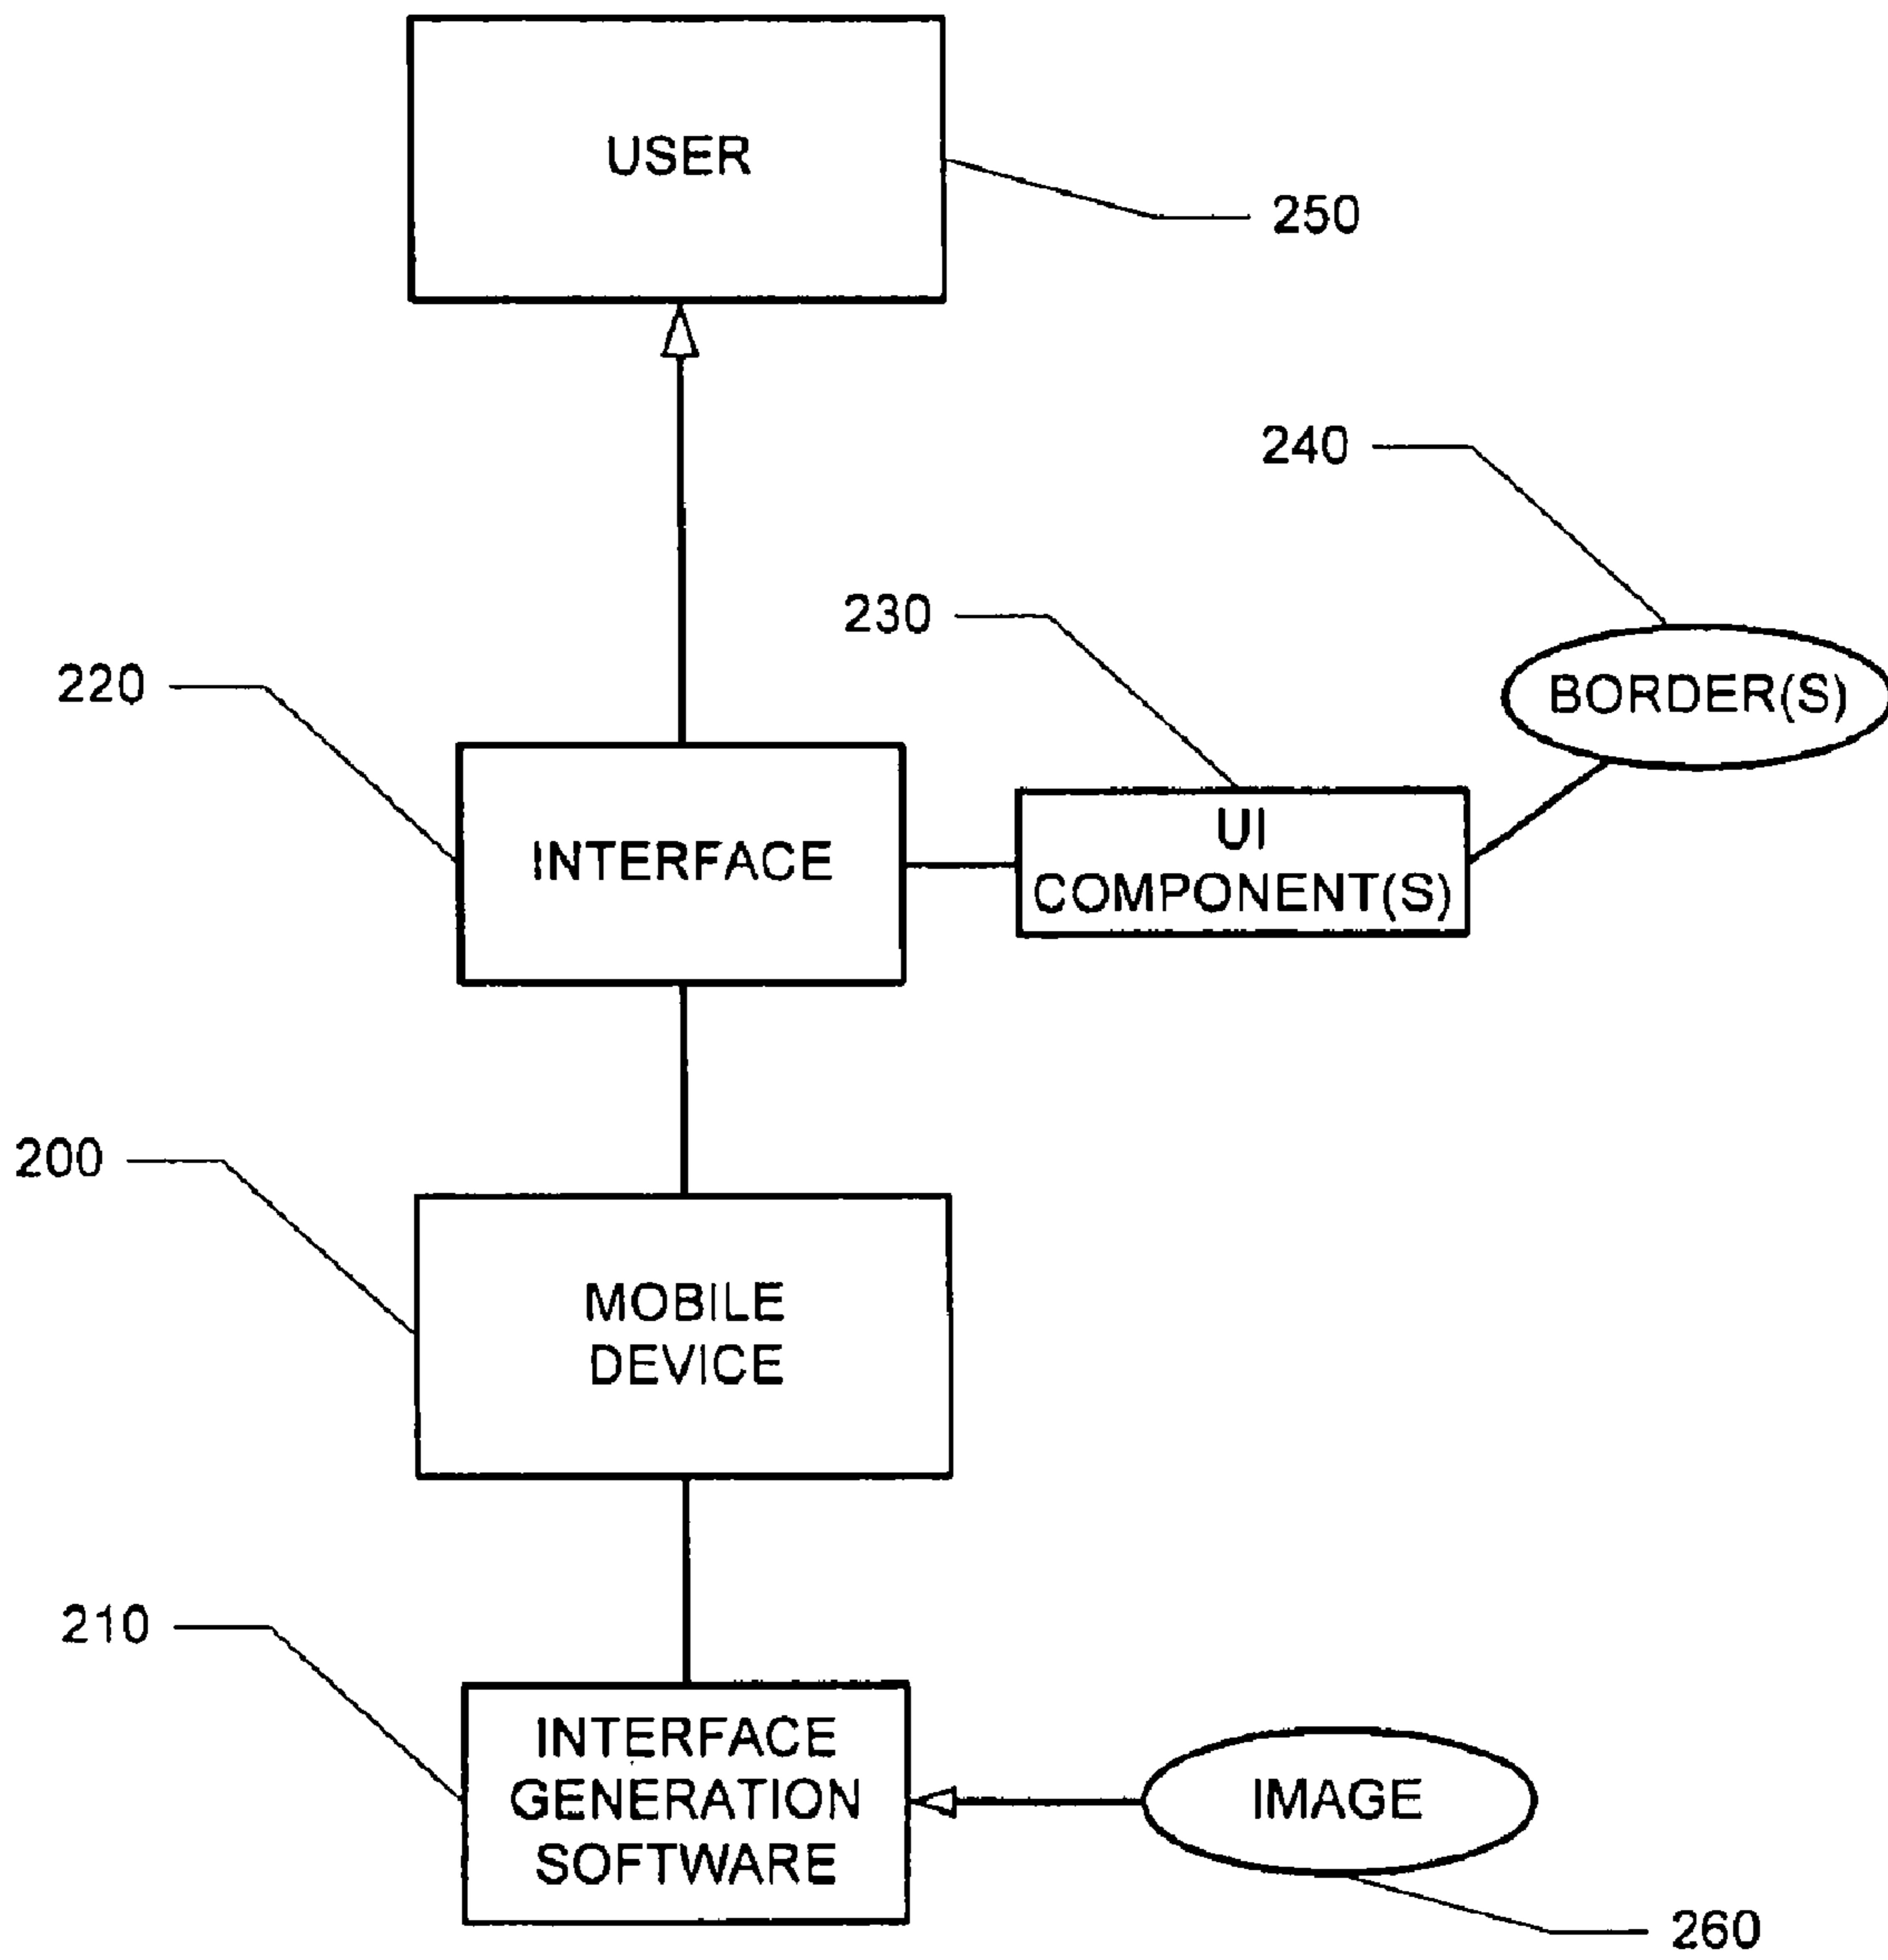 USER
250
240
230
BORDER(S)
220
UI
COMPONENT(S)
INTERFACE
200
MOBILE
DEVICE
210
INTERFACE
GENERATION
SOFTWARE
IMAGE
260